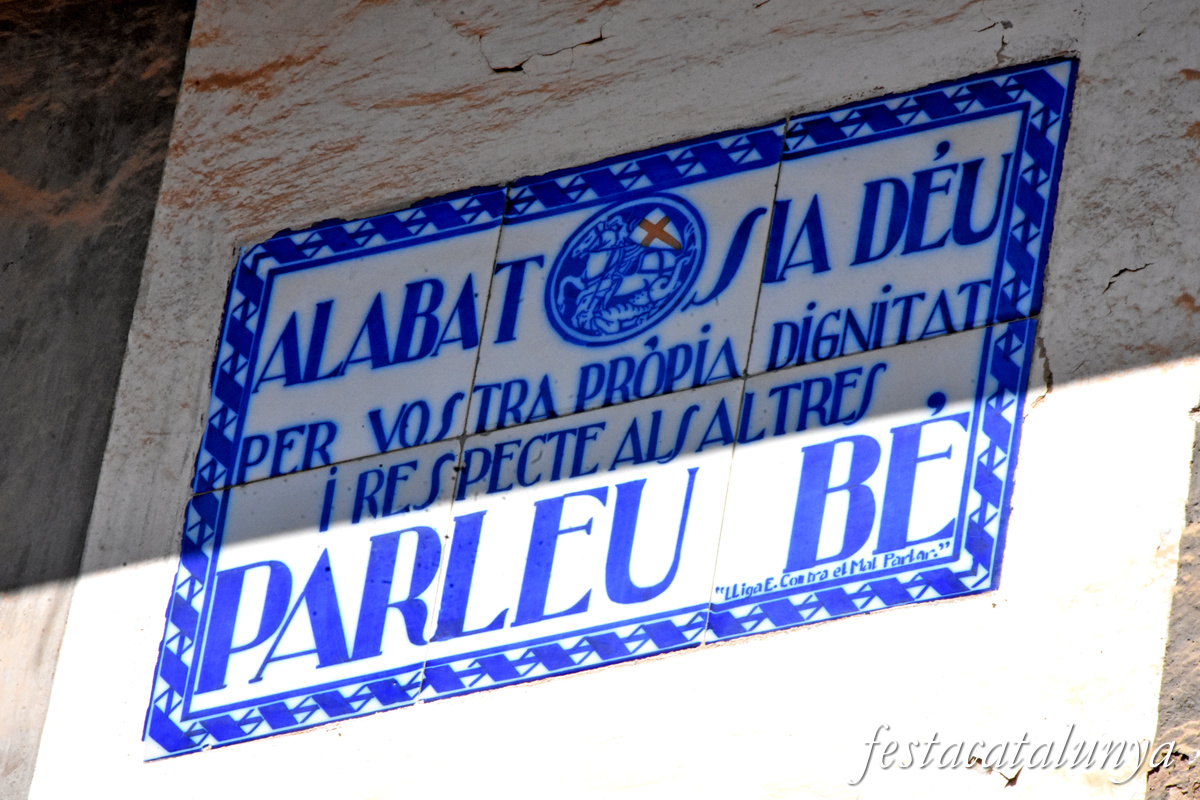 ALABAT SIA DÉU
PER VOSTRA PRÒPIA DIGNITAT
I RESPECTE ALS ALTRES
PARLEU BÉ
"LLiga E. Contra el Mal Parlar."
festacatalunya